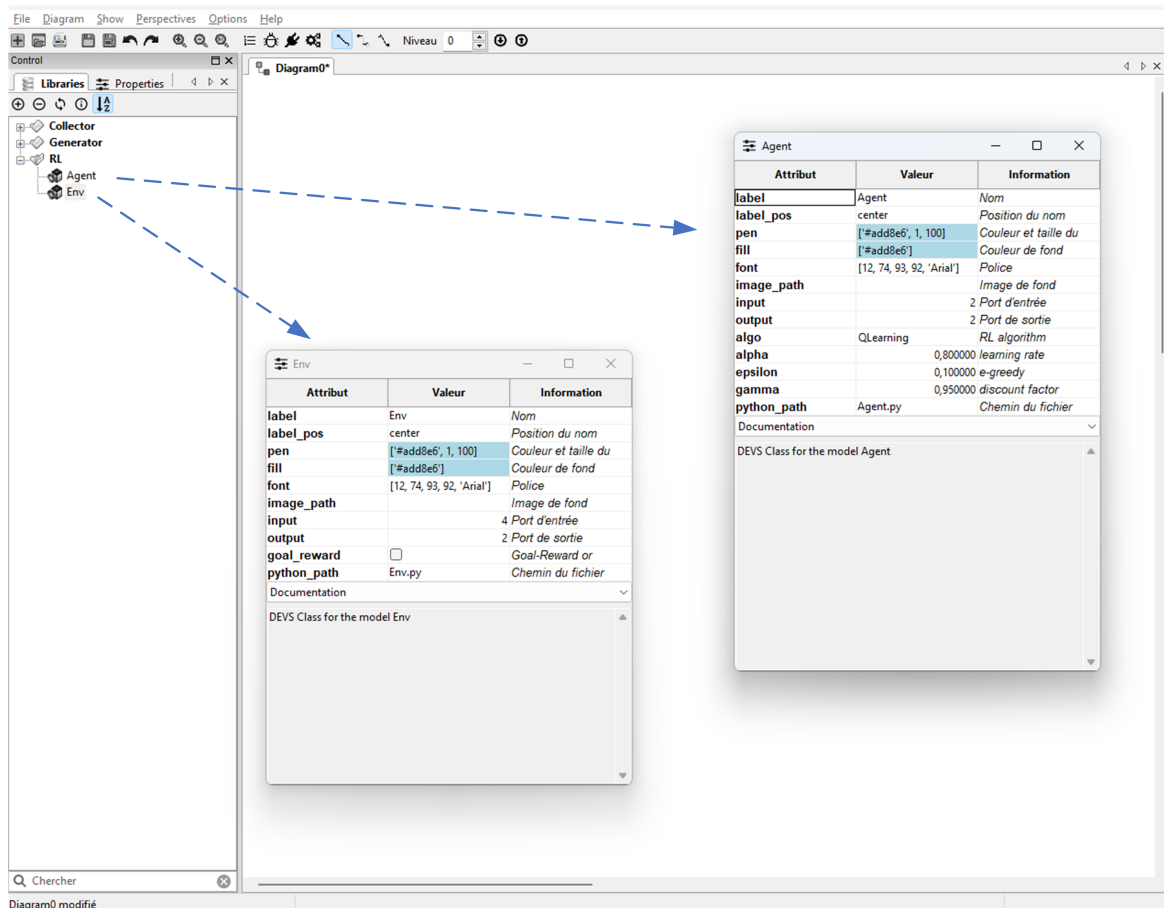 File Diagram Show Perspectives Options Help
Niveau 0
Control
Diagram0*
Libraries Properties
Collector
Generator
RL
Agent
Env
Agent
Attribut Valeur Information
label Agent Nom
label_pos center Position du nom
pen ['#add8e6', 1, 100] Couleur et taille du
fill ['#add8e6'] Couleur de fond
font [12, 74, 93, 92, 'Arial'] Police
image_path Image de fond
input 2 Port d'entrée
output 2 Port de sortie
algo QLearning RL algorithm
alpha 0,800000 learning rate
epsilon 0,100000 e-greedy
gamma 0,950000 discount factor
python_path Agent.py Chemin du fichier
Documentation
DEVS Class for the model Agent
Env
Attribut Valeur Information
label Env Nom
label_pos center Position du nom
pen ['#add8e6', 1, 100] Couleur et taille du
fill ['#add8e6'] Couleur de fond
font [12, 74, 93, 92, 'Arial'] Police
image_path Image de fond
input 4 Port d'entrée
output 2 Port de sortie
goal_reward Goal-Reward or
python_path Env.py Chemin du fichier
Documentation
DEVS Class for the model Env
Chercher
Diagram0 modifié